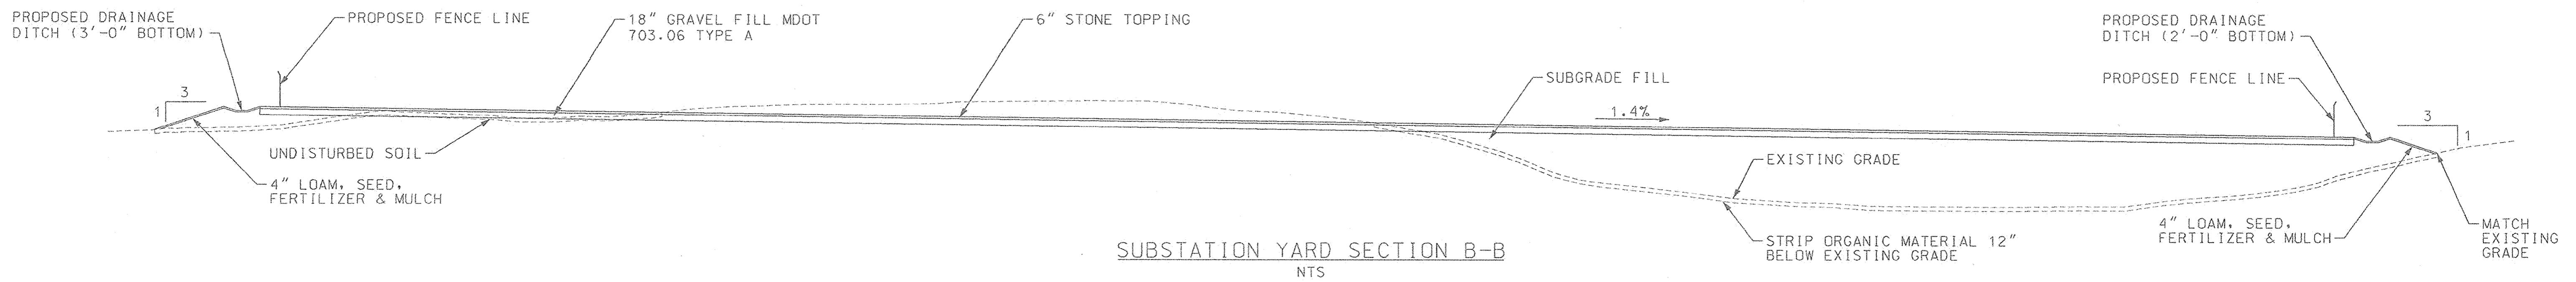 PROPOSED DRAINAGE
DITCH (3'-0" BOTTOM)
PROPOSED FENCE LINE
18" GRAVEL FILL MDOT
703.06 TYPE A
6" STONE TOPPING
PROPOSED DRAINAGE
DITCH (2'-0" BOTTOM)
SUBGRADE FILL
PROPOSED FENCE LINE
3
1
1.4%
3
1
UNDISTURBED SOIL
EXISTING GRADE
4" LOAM, SEED,
FERTILIZER & MULCH
STRIP ORGANIC MATERIAL 12"
BELOW EXISTING GRADE
4" LOAM, SEED,
FERTILIZER & MULCH
MATCH
EXISTING
GRADE
SUBSTATION YARD SECTION B-B
NTS